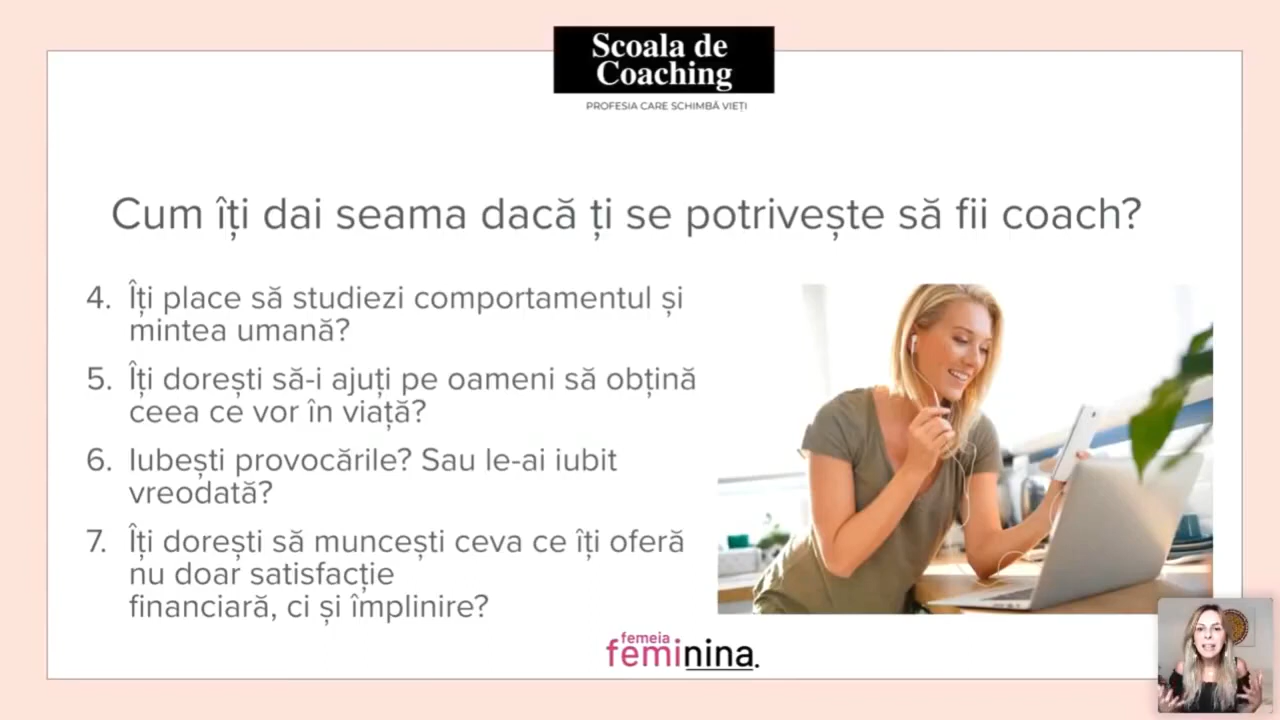 Scoala de
Coaching
PROFESIA CARE SCHIMBĂ VIEȚI
Cum îți dai seama dacă ți se potrivește să fii coach?
4. Îți place să studiezi comportamentul și
mintea umană?
5. Îți dorești să-i ajuți pe oameni să obțină
ceea ce vor în viață?
6. Iubești provocările? Sau le-ai iubit
vreodată?
7. Îți dorești să muncești ceva ce îți oferă
nu doar satisfacție
financiară, ci și împlinire?
femeia
feminina.